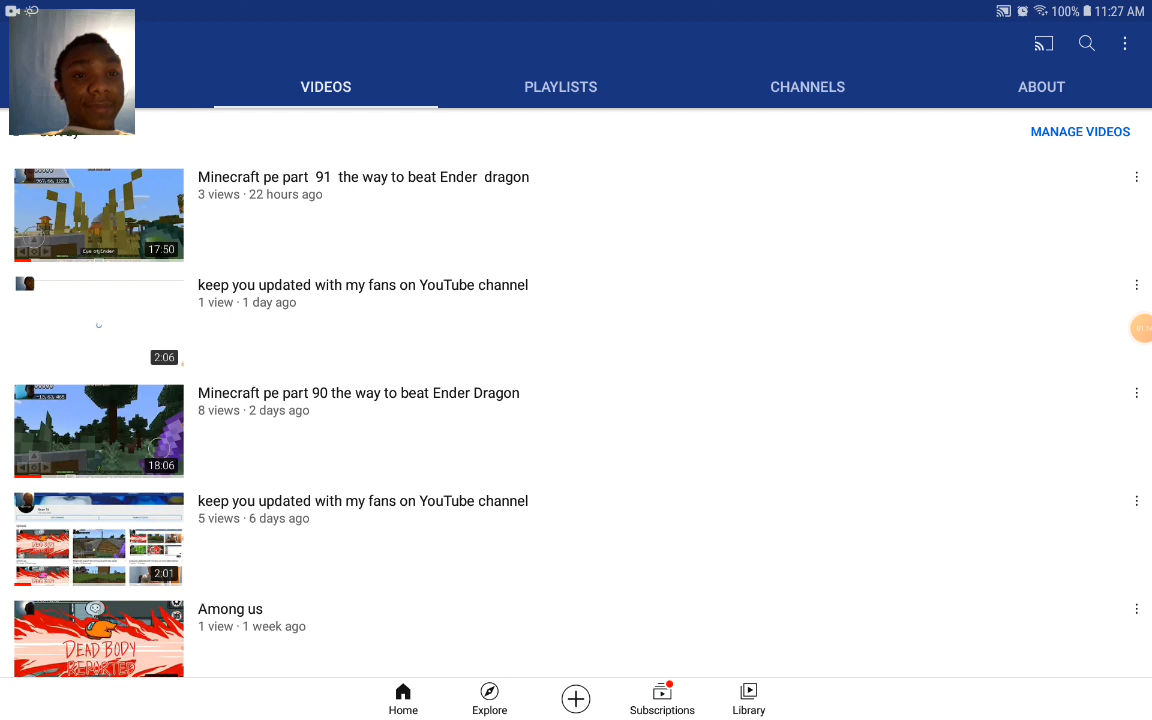 100% 11:27 AM
VIDEOS PLAYLISTS CHANNELS ABOUT
MANAGE VIDEOS
Minecraft pe part 91 the way to beat Ender dragon
3 views · 22 hours ago
Eye of Ender
17:50
keep you updated with my fans on YouTube channel
1 view · 1 day ago
2:06
Minecraft pe part 90 the way to beat Ender Dragon
8 views · 2 days ago
18:06
keep you updated with my fans on YouTube channel
5 views · 6 days ago
2:01
Among us
1 view · 1 week ago
DEAD BODY
REPORTED
Home Explore Subscriptions Library